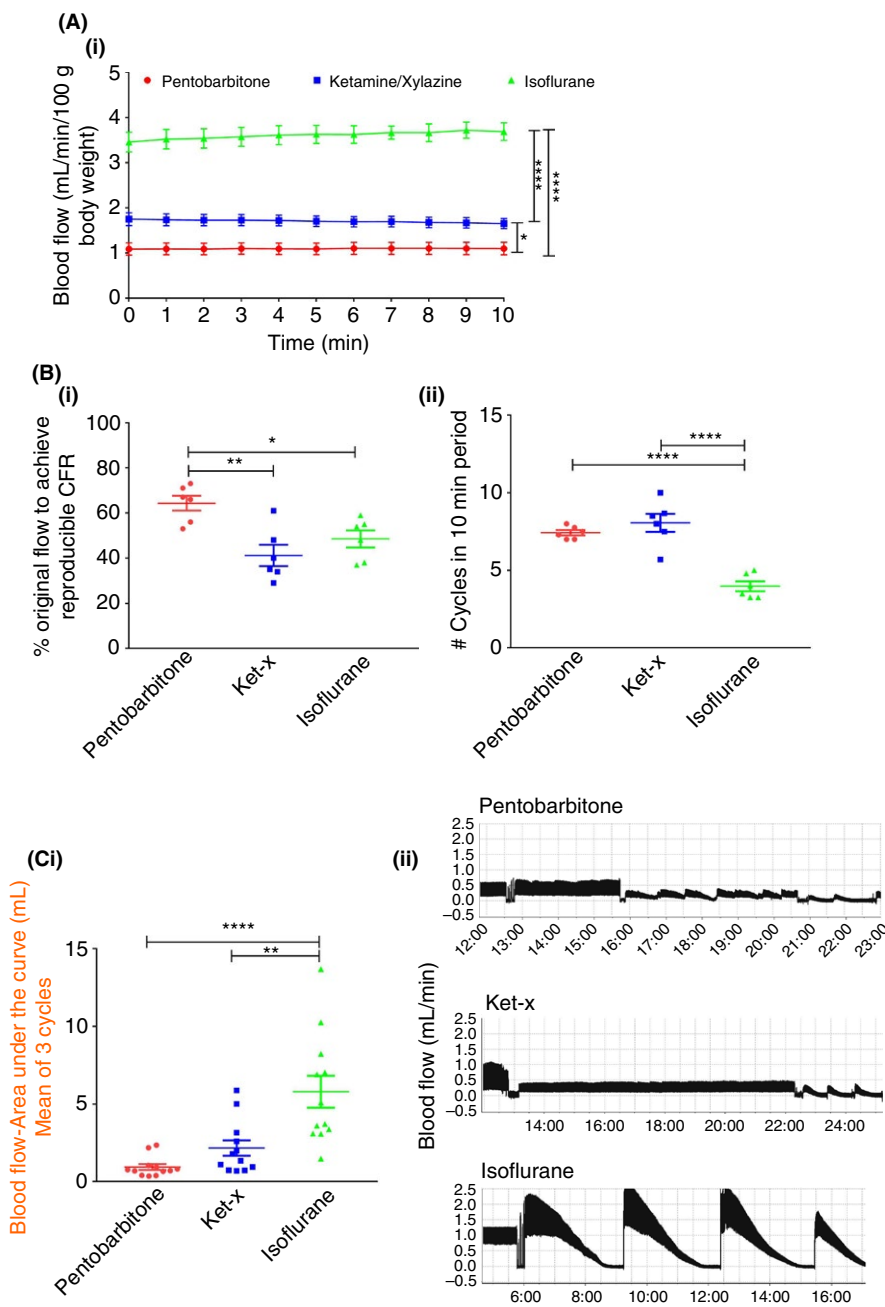 (A)
(i)
Pentobarbitone Ketamine/Xylazine Isoflurane
Blood flow (mL/min/100 g
body weight)
5
4
3
2
1
0
****
****
*
0 1 2 3 4 5 6 7 8 9 10
Time (min)
(B)
(i)
% original flow to achieve
reproducible CFR
100
80
60
40
20
0
*
**
Pentobarbitone
Ket-x
Isoflurane
(ii)
# Cycles in 10 min period
15
10
5
0
****
****
Pentobarbitone
Ket-x
Isoflurane
(Ci)
Blood flow-Area under the curve (mL)
Mean of 3 cycles
15
10
5
0
****
**
Pentobarbitone
Ket-x
Isoflurane
(ii)
Blood flow (mL/min)
Pentobarbitone
2.5
2.0
1.5
1.0
0.5
0.0
−0.5
12:00 13:00 14:00 15:00 16:00 17:00 18:00 19:00 20:00 21:00 22:00 23:00
Ket-x
2.5
2.0
1.5
1.0
0.5
0.0
−0.5
14:00 16:00 18:00 20:00 22:00 24:00
Isoflurane
2.5
2.0
1.5
1.0
0.5
0.0
−0.5
6:00 8:00 10:00 12:00 14:00 16:00